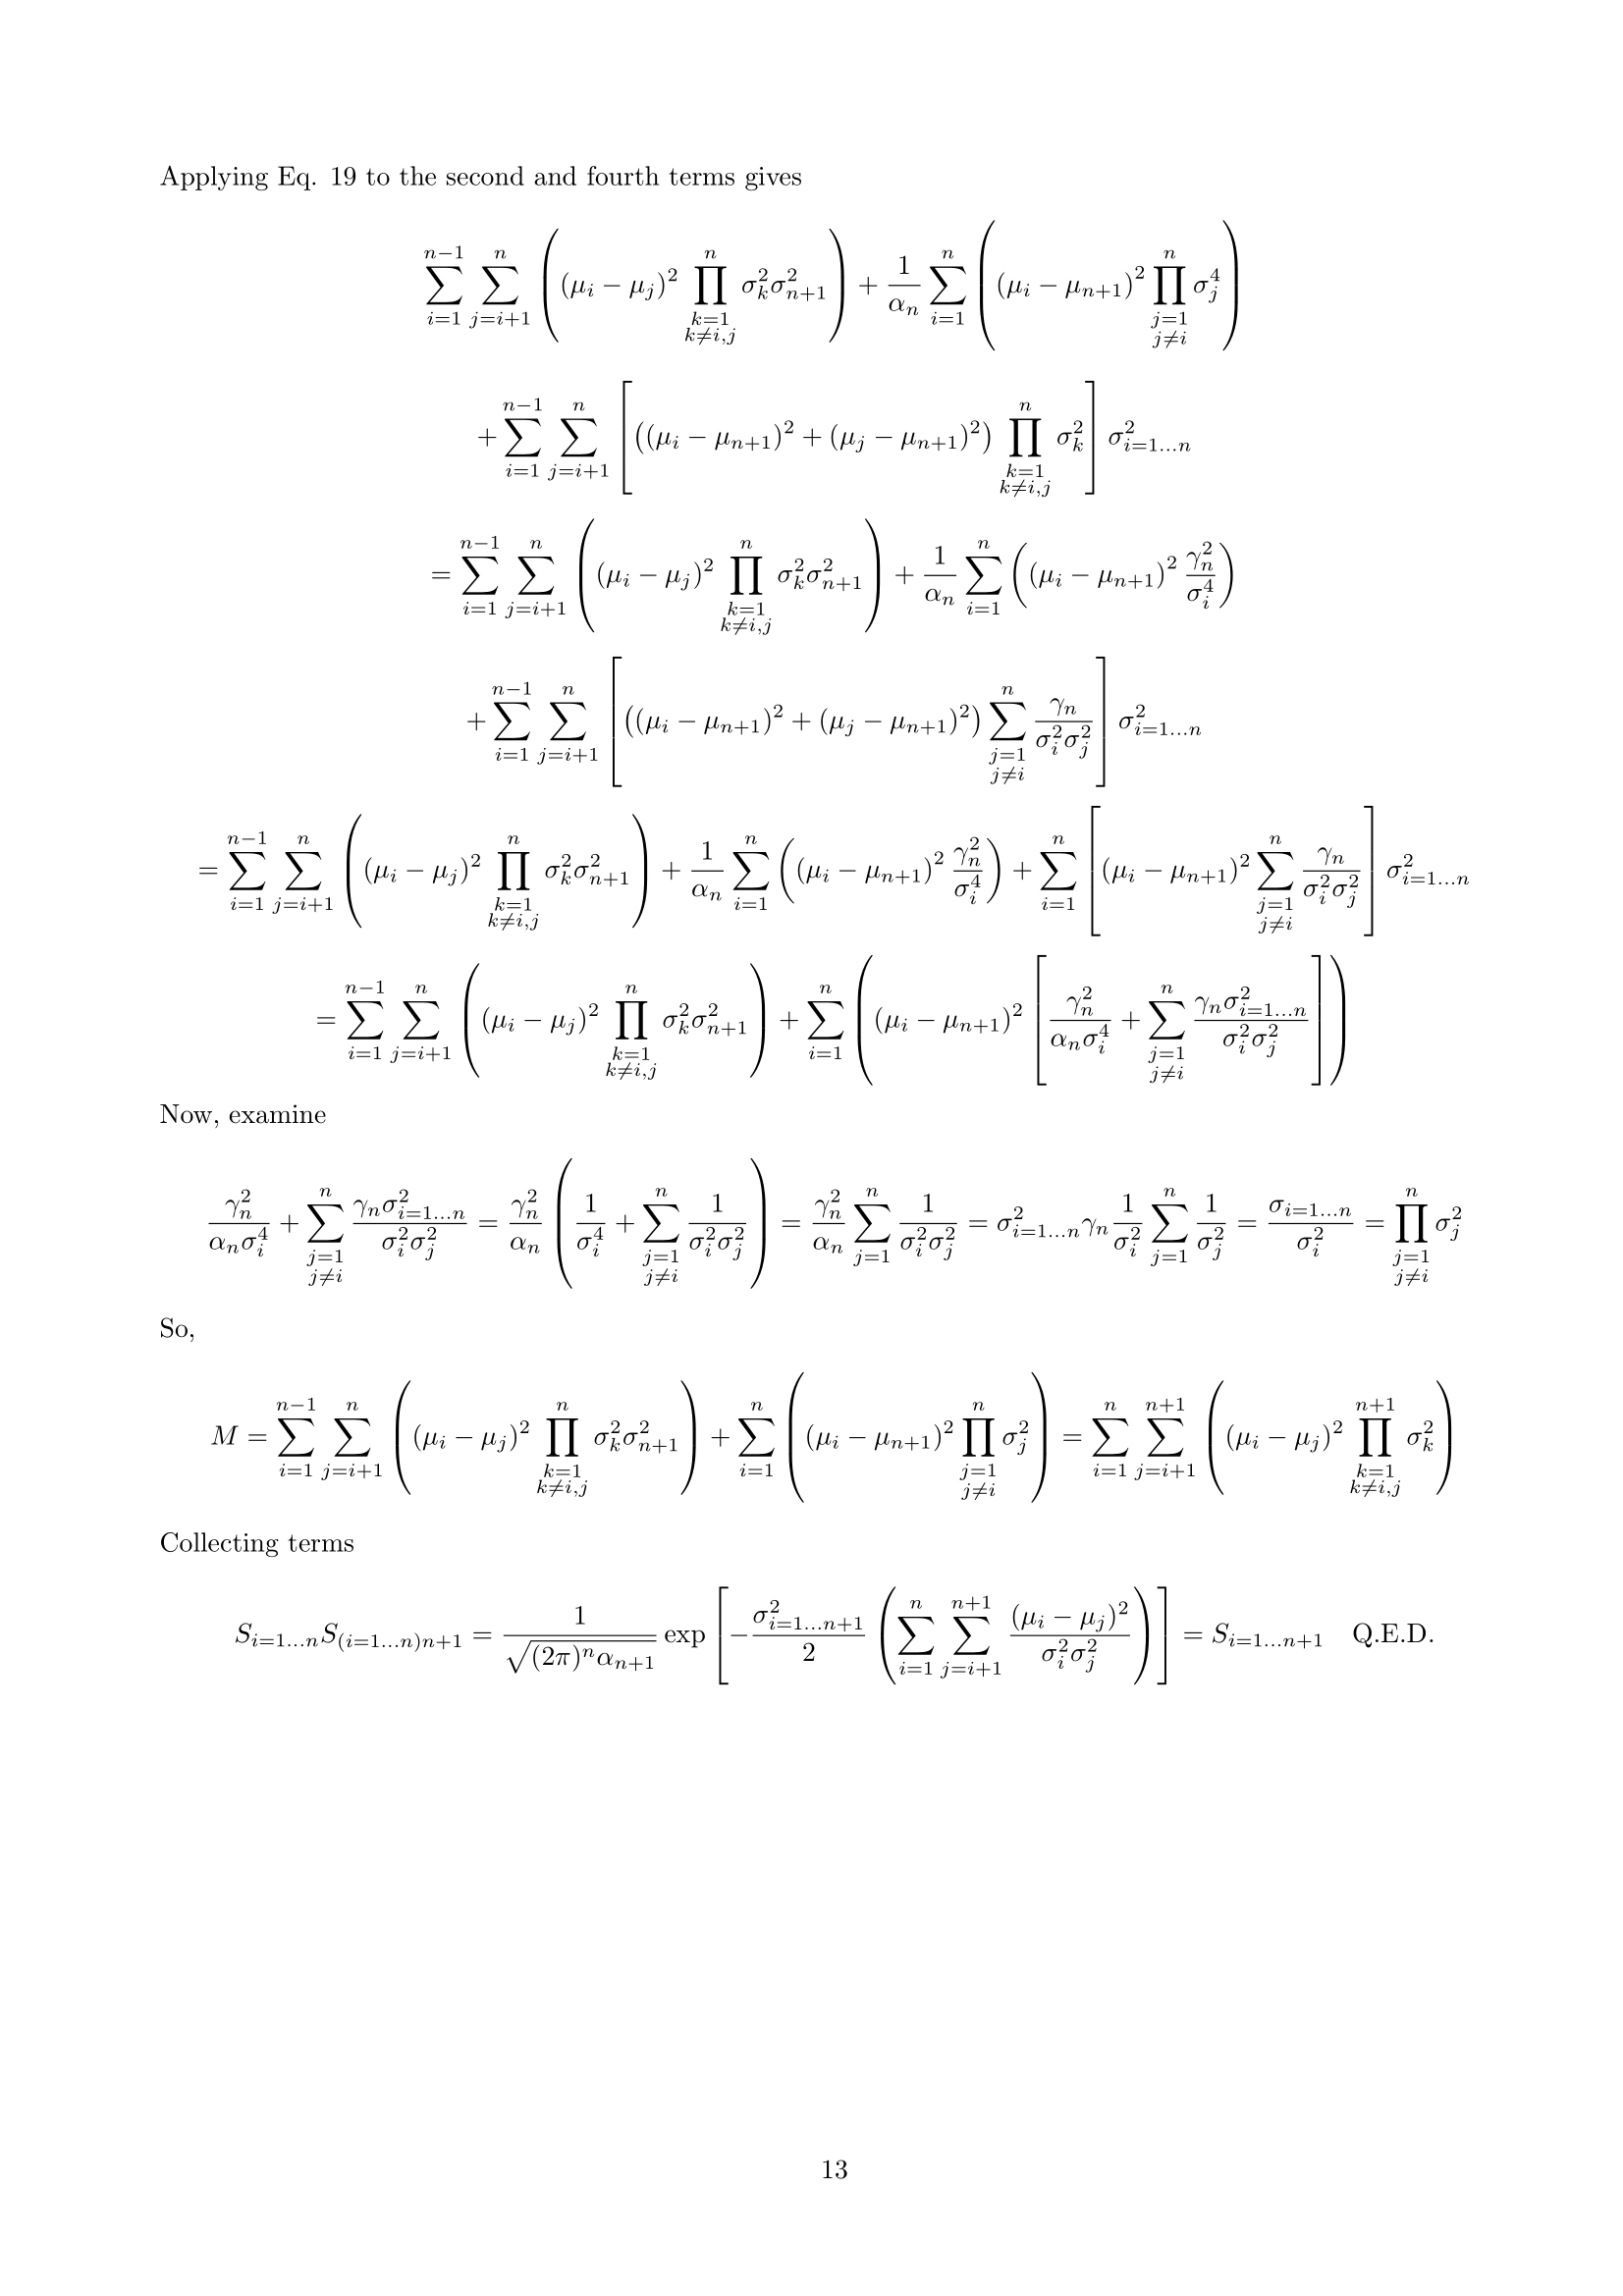 Applying Eq. 19 to the second and fourth terms gives
$$\sum_{i=1}^{n-1}\sum_{j=i+1}^{n}\left((\mu_i-\mu_j)^2\prod_{\substack{k=1\\k\neq i,j}}^{n}\sigma_k^2\sigma_{n+1}^2\right)+\frac{1}{\alpha_n}\sum_{i=1}^{n}\left((\mu_i-\mu_{n+1})^2\prod_{\substack{j=1\\j\neq i}}^{n}\sigma_j^4\right)$$
$$+\sum_{i=1}^{n-1}\sum_{j=i+1}^{n}\left[\left((\mu_i-\mu_{n+1})^2+(\mu_j-\mu_{n+1})^2\right)\prod_{\substack{k=1\\k\neq i,j}}^{n}\sigma_k^2\right]\sigma_{i=1\ldots n}^2$$
$$=\sum_{i=1}^{n-1}\sum_{j=i+1}^{n}\left((\mu_i-\mu_j)^2\prod_{\substack{k=1\\k\neq i,j}}^{n}\sigma_k^2\sigma_{n+1}^2\right)+\frac{1}{\alpha_n}\sum_{i=1}^{n}\left((\mu_i-\mu_{n+1})^2\frac{\gamma_n^2}{\sigma_i^4}\right)$$
$$+\sum_{i=1}^{n-1}\sum_{j=i+1}^{n}\left[\left((\mu_i-\mu_{n+1})^2+(\mu_j-\mu_{n+1})^2\right)\sum_{\substack{j=1\\j\neq i}}^{n}\frac{\gamma_n}{\sigma_i^2\sigma_j^2}\right]\sigma_{i=1\ldots n}^2$$
$$=\sum_{i=1}^{n-1}\sum_{j=i+1}^{n}\left((\mu_i-\mu_j)^2\prod_{\substack{k=1\\k\neq i,j}}^{n}\sigma_k^2\sigma_{n+1}^2\right)+\frac{1}{\alpha_n}\sum_{i=1}^{n}\left((\mu_i-\mu_{n+1})^2\frac{\gamma_n^2}{\sigma_i^4}\right)+\sum_{i=1}^{n}\left[(\mu_i-\mu_{n+1})^2\sum_{\substack{j=1\\j\neq i}}^{n}\frac{\gamma_n}{\sigma_i^2\sigma_j^2}\right]\sigma_{i=1\ldots n}^2$$
$$=\sum_{i=1}^{n-1}\sum_{j=i+1}^{n}\left((\mu_i-\mu_j)^2\prod_{\substack{k=1\\k\neq i,j}}^{n}\sigma_k^2\sigma_{n+1}^2\right)+\sum_{i=1}^{n}\left((\mu_i-\mu_{n+1})^2\left[\frac{\gamma_n^2}{\alpha_n\sigma_i^4}+\sum_{\substack{j=1\\j\neq i}}^{n}\frac{\gamma_n\sigma_{i=1\ldots n}^2}{\sigma_i^2\sigma_j^2}\right]\right)$$
Now, examine
$$\frac{\gamma_n^2}{\alpha_n\sigma_i^4}+\sum_{\substack{j=1\\j\neq i}}^{n}\frac{\gamma_n\sigma_{i=1\ldots n}^2}{\sigma_i^2\sigma_j^2}=\frac{\gamma_n^2}{\alpha_n}\left(\frac{1}{\sigma_i^4}+\sum_{\substack{j=1\\j\neq i}}^{n}\frac{1}{\sigma_i^2\sigma_j^2}\right)=\frac{\gamma_n^2}{\alpha_n}\sum_{j=1}^{n}\frac{1}{\sigma_i^2\sigma_j^2}=\sigma_{i=1\ldots n}^2\gamma_n\frac{1}{\sigma_i^2}\sum_{j=1}^{n}\frac{1}{\sigma_j^2}=\frac{\sigma_{i=1\ldots n}}{\sigma_i^2}=\prod_{\substack{j=1\\j\neq i}}^{n}\sigma_j^2$$
So,
$$M=\sum_{i=1}^{n-1}\sum_{j=i+1}^{n}\left((\mu_i-\mu_j)^2\prod_{\substack{k=1\\k\neq i,j}}^{n}\sigma_k^2\sigma_{n+1}^2\right)+\sum_{i=1}^{n}\left((\mu_i-\mu_{n+1})^2\prod_{\substack{j=1\\j\neq i}}^{n}\sigma_j^2\right)=\sum_{i=1}^{n}\sum_{j=i+1}^{n+1}\left((\mu_i-\mu_j)^2\prod_{\substack{k=1\\k\neq i,j}}^{n+1}\sigma_k^2\right)$$
Collecting terms
$$S_{i=1\ldots n}S_{(i=1\ldots n)n+1}=\frac{1}{\sqrt{(2\pi)^n\alpha_{n+1}}}\exp\left[-\frac{\sigma_{i=1\ldots n+1}^2}{2}\left(\sum_{i=1}^{n}\sum_{j=i+1}^{n+1}\frac{(\mu_i-\mu_j)^2}{\sigma_i^2\sigma_j^2}\right)\right]=S_{i=1\ldots n+1}\quad\text{Q.E.D.}$$
13